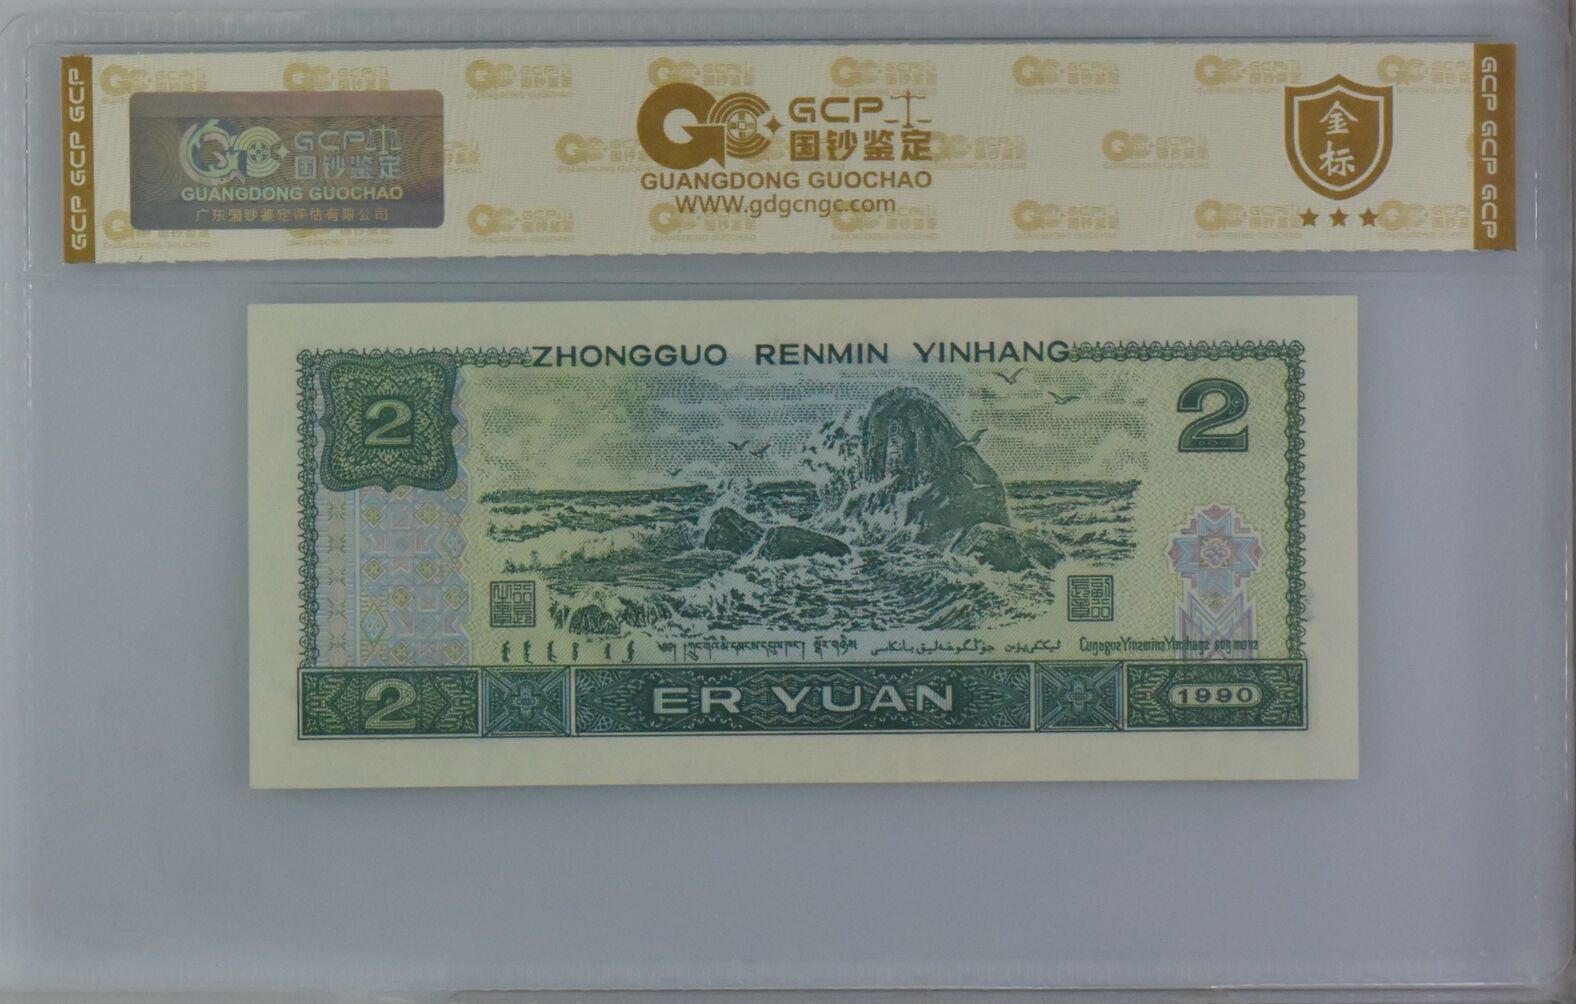 GCP GCP GCP
GCP 国钞鉴定
GUANGDONG GUOCHAO
广东国钞鉴定评估有限公司
GCP
国钞鉴定
GUANGDONG GUOCHAO
WWW.gdgcngc.com
金标
GCP GCP GCP
ZHONGGUO RENMIN YINHANG
2
2
Cungguz Yinzminz Yinhangz song maenz
2
ER YUAN
1990